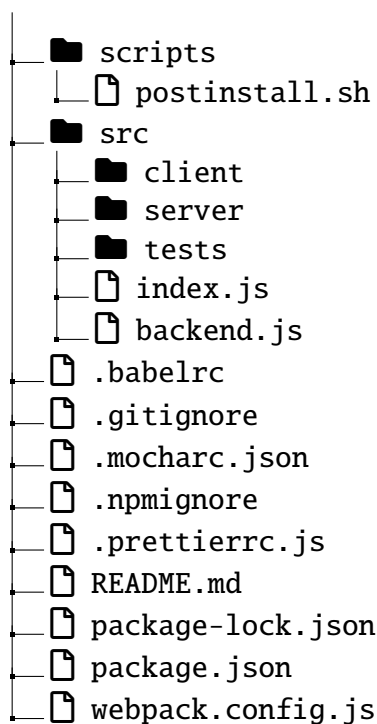 scripts
postinstall.sh
src
client
server
tests
index.js
backend.js
.babelrc
.gitignore
.mocharc.json
.npmignore
.prettierrc.js
README.md
package-lock.json
package.json
webpack.config.js